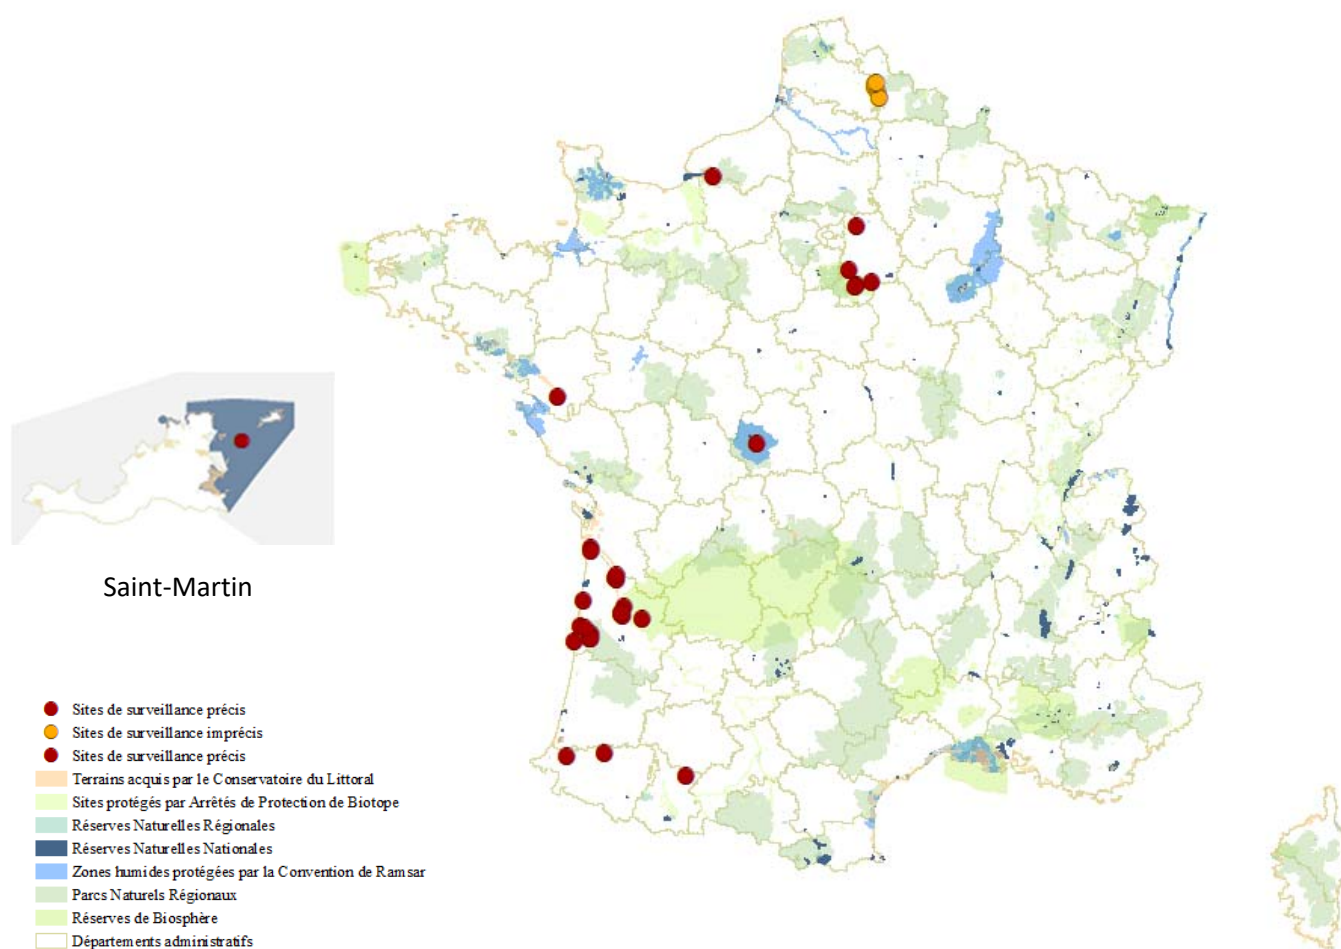 Saint-Martin
Sites de surveillance précis
Sites de surveillance imprécis
Sites de surveillance précis
Terrains acquis par le Conservatoire du Littoral
Sites protégés par Arrêtés de Protection de Biotope
Réserves Naturelles Régionales
Réserves Naturelles Nationales
Zones humides protégées par la Convention de Ramsar
Parcs Naturels Régionaux
Réserves de Biosphère
Départements administratifs